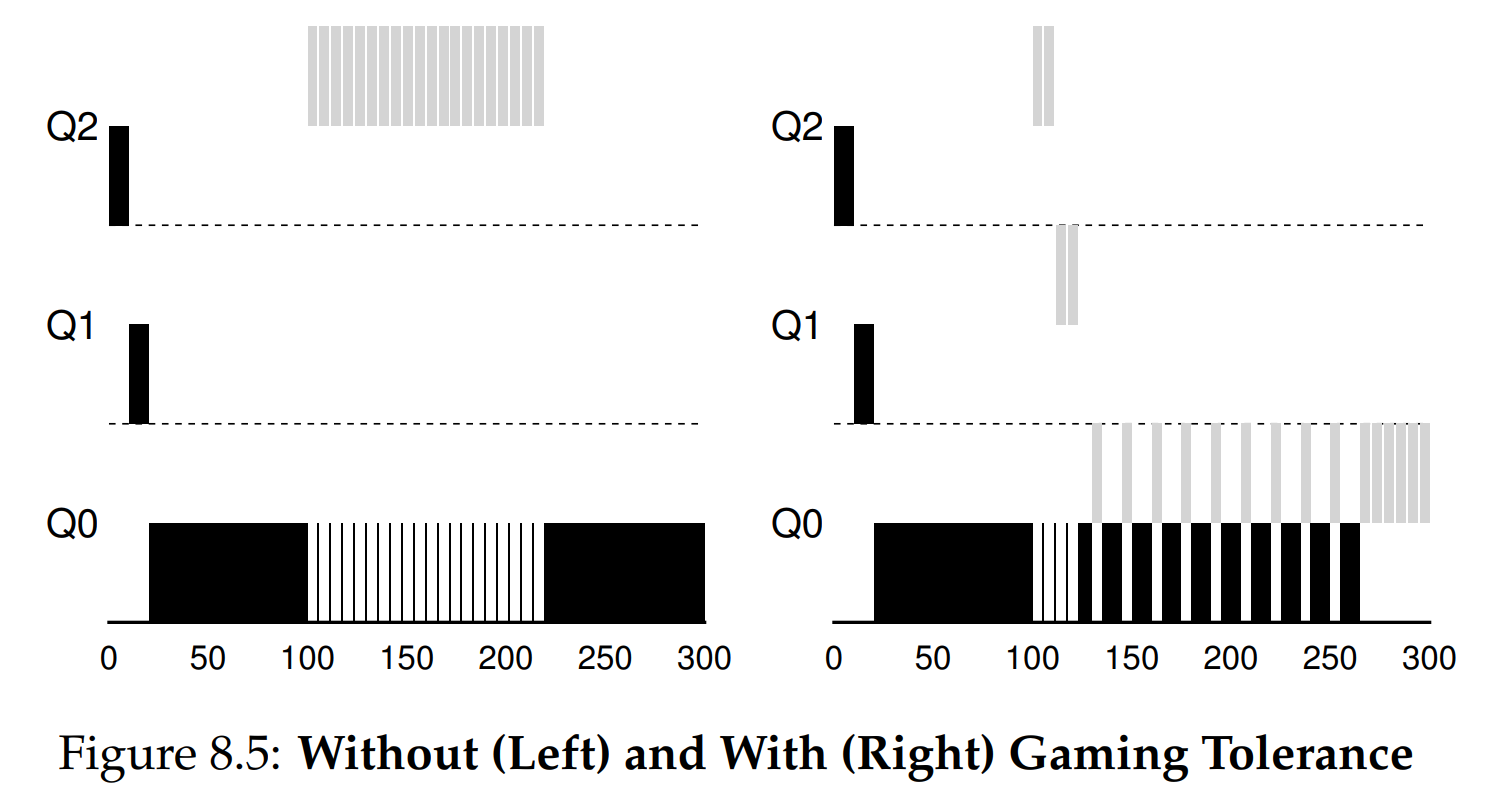 Q2 Q2
Q1 Q1
Q0 Q0
0 50 100 150 200 250 300 0 50 100 150 200 250 300
Figure 8.5: Without (Left) and With (Right) Gaming Tolerance